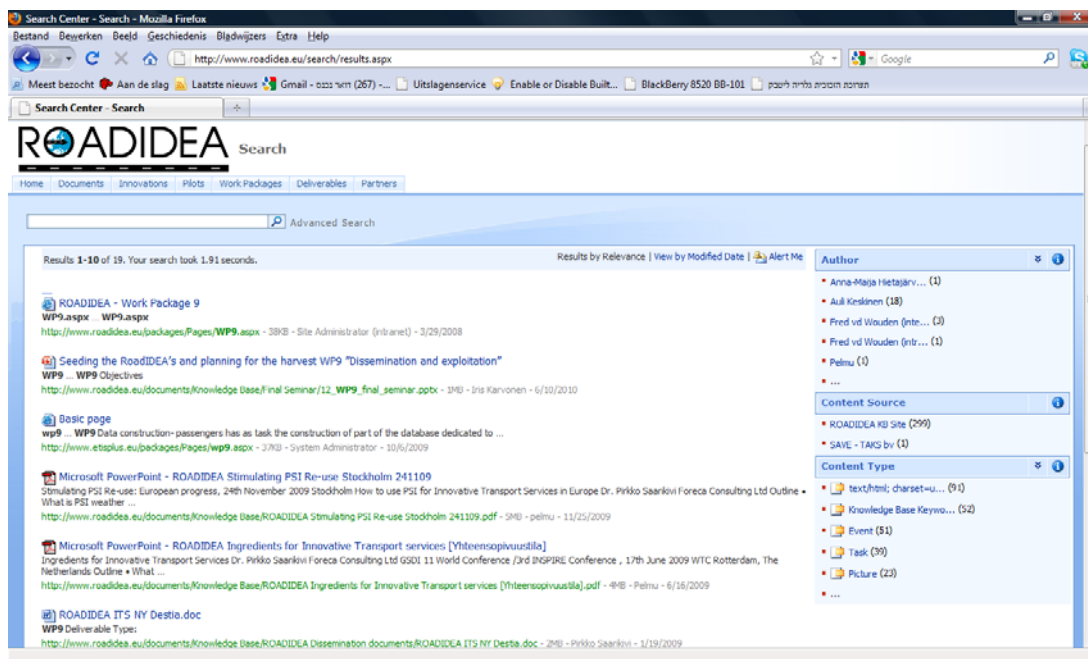 Search Center - Search - Mozilla Firefox
Bestand Bewerken Beeld Geschiedenis Bladwijzers Extra Help
http://www.roadidea.eu/search/results.aspx
Google
Meest bezocht Aan de slag Laatste nieuws Gmail - דואר נכנס (267) -... Uitslagenservice Enable or Disable Built... BlackBerry 8520 BB-101 תערוכת הזכוכית גלריה ליטבק
Search Center - Search
ROADIDEA Search
Home Documents Innovations Pilots Work Packages Deliverables Partners
Advanced Search
Results 1-10 of 19. Your search took 1.91 seconds.
Results by Relevance | View by Modified Date | Alert Me
ROADIDEA - Work Package 9
WP9.aspx ... WP9.aspx
http://www.roadidea.eu/packages/Pages/WP9.aspx - 38KB - Site Administrator (intranet) - 3/29/2008
Seeding the RoadIDEA's and planning for the harvest WP9 "Dissemination and exploitation"
WP9 ... WP9 Objectives
http://www.roadidea.eu/documents/Knowledge Base/Final Seminar/12_WP9_final_seminar.pptx - 1MB - Iris Karvonen - 6/10/2010
Basic page
wp9 ... WP9 Data construction- passengers has as task the construction of part of the database dedicated to ...
http://www.etisplus.eu/packages/Pages/wp9.aspx - 37KB - System Administrator - 10/6/2009
Microsoft PowerPoint - ROADIDEA Stimulating PSI Re-use Stockholm 241109
Stimulating PSI Re-use: European progress, 24th November 2009 Stockholm How to use PSI for Innovative Transport Services in Europe Dr. Pirkko Saarikivi Foreca Consulting Ltd Outline •
What is PSI weather ...
http://www.roadidea.eu/documents/Knowledge Base/ROADIDEA Stimulating PSI Re-use Stockholm 241109.pdf - 5MB - pelmu - 11/25/2009
Microsoft PowerPoint - ROADIDEA Ingredients for Innovative Transport services [Yhteensopivuustila]
Ingredients for Innovative Transport Services Dr. Pirkko Saarikivi Foreca Consulting Ltd GSDI 11 World Conference /3rd INSPIRE Conference , 17th June 2009 WTC Rotterdam, The
Netherlands Outline • What ...
http://www.roadidea.eu/documents/Knowledge Base/ROADIDEA Ingredients for Innovative Transport services [Yhteensopivuustila].pdf - 4MB - Pelmu - 6/16/2009
ROADIDEA ITS NY Destia.doc
WP9 Deliverable Type:
http://www.roadidea.eu/documents/Knowledge Base/ROADIDEA Dissemination documents/ROADIDEA ITS NY Destia.doc - 2MB - Pirkko Saarikivi - 1/19/2009
Author
Anna-Maija Hietajärv... (1)
Auli Keskinen (18)
Fred vd Wouden (inte... (3)
Fred vd Wouden (intr... (1)
Pelmu (1)
...
Content Source
ROADIDEA KB Site (299)
SAVE - TAKS bv (1)
Content Type
text/html; charset=u... (91)
Knowledge Base Keywo... (52)
Event (51)
Task (39)
Picture (23)
...